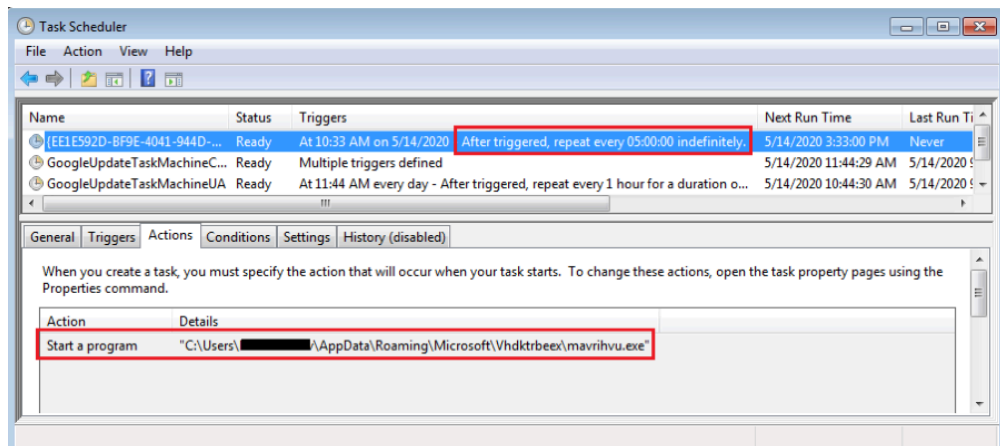 Task Scheduler
File Action View Help
Name Status Triggers Next Run Time Last Run Ti
{EE1E592D-BF9E-4041-944D-... Ready At 10:33 AM on 5/14/2020 After triggered, repeat every 05:00:00 indefinitely. 5/14/2020 3:33:00 PM Never
GoogleUpdateTaskMachineC... Ready Multiple triggers defined 5/14/2020 11:44:29 AM 5/14/2020 9
GoogleUpdateTaskMachineUA Ready At 11:44 AM every day - After triggered, repeat every 1 hour for a duration o... 5/14/2020 10:44:30 AM 5/14/2020 9
General Triggers Actions Conditions Settings History (disabled)
When you create a task, you must specify the action that will occur when your task starts. To change these actions, open the task property pages using the
Properties command.
Action Details
Start a program "C:\Users\ \AppData\Roaming\Microsoft\Vhdktrbeex\mavrihvu.exe"